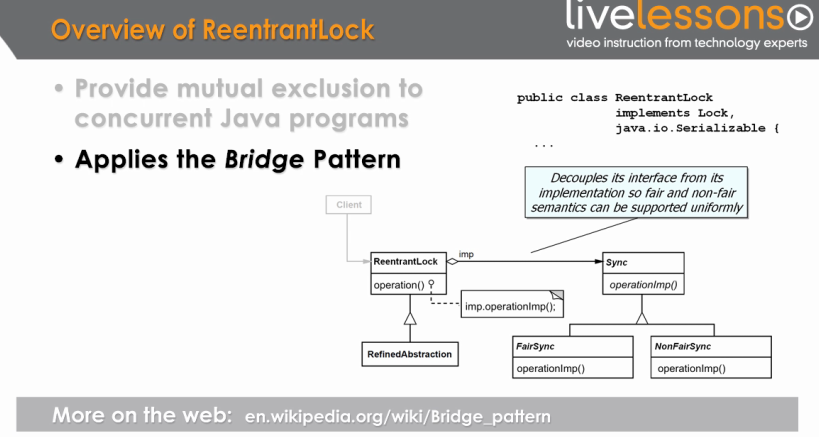 Overview of ReentrantLock
livelessons
video instruction from technology experts
• Provide mutual exclusion to
concurrent Java programs
• Applies the Bridge Pattern
public class ReentrantLock
implements Lock,
java.io.Serializable {
...
Decouples its interface from its
implementation so fair and non-fair
semantics can be supported uniformly
Client
ReentrantLock
imp
Sync
operation()
operationImp()
imp.operationImp();
RefinedAbstraction
FairSync
NonFairSync
operationImp()
operationImp()
More on the web: en.wikipedia.org/wiki/Bridge_pattern